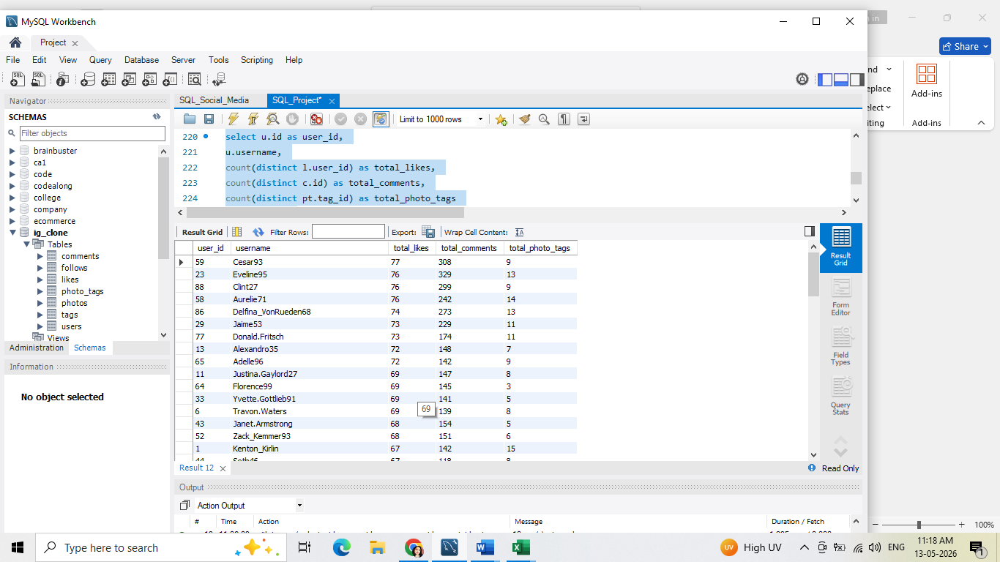 MySQL Workbench
in
Project
Share
File Edit View Query Database Server Tools Scripting Help
nd
eplace
elect
iting
Add-ins
Add-ins
Navigator
SCHEMAS
Filter objects
brainbuster
ca1
code
codealong
college
company
ecommerce
ig_clone
Tables
comments
follows
likes
photo_tags
photos
tags
users
Views
Administration Schemas
Information
No object selected
SQL_Social_Media SQL_Project*
Limit to 1000 rows
220 select u.id as user_id,
221 u.username,
222 count(distinct l.user_id) as total_likes,
223 count(distinct c.id) as total_comments,
224 count(distinct pt.tag_id) as total_photo_tags
Result Grid Filter Rows: Export: Wrap Cell Content:
user_id username total_likes total_comments total_photo_tags
59 Cesar93 77 308 9
23 Eveline95 76 329 13
88 Clint27 76 299 9
58 Aurelie71 76 242 14
86 Delfina_VonRueden68 74 273 13
29 Jaime53 73 229 11
77 Donald.Fritsch 73 174 11
13 Alexandro35 72 148 7
65 Adelle96 72 142 9
11 Justina.Gaylord27 69 147 8
64 Florence99 69 145 3
33 Yvette.Gottlieb91 69 141 5
6 Travon.Waters 69 139 8
69
43 Janet.Armstrong 68 154 5
52 Zack_Kemmer93 68 151 6
1 Kenton_Kirlin 67 142 15
44 Seth46 67 118 8
Result Grid
Form Editor
Field Types
Query Stats
Result 12
Read Only
Output
Action Output
# Time Action Message Duration / Fetch
100%
Type here to search
UV High UV
ENG
11:18 AM
13-05-2026
1